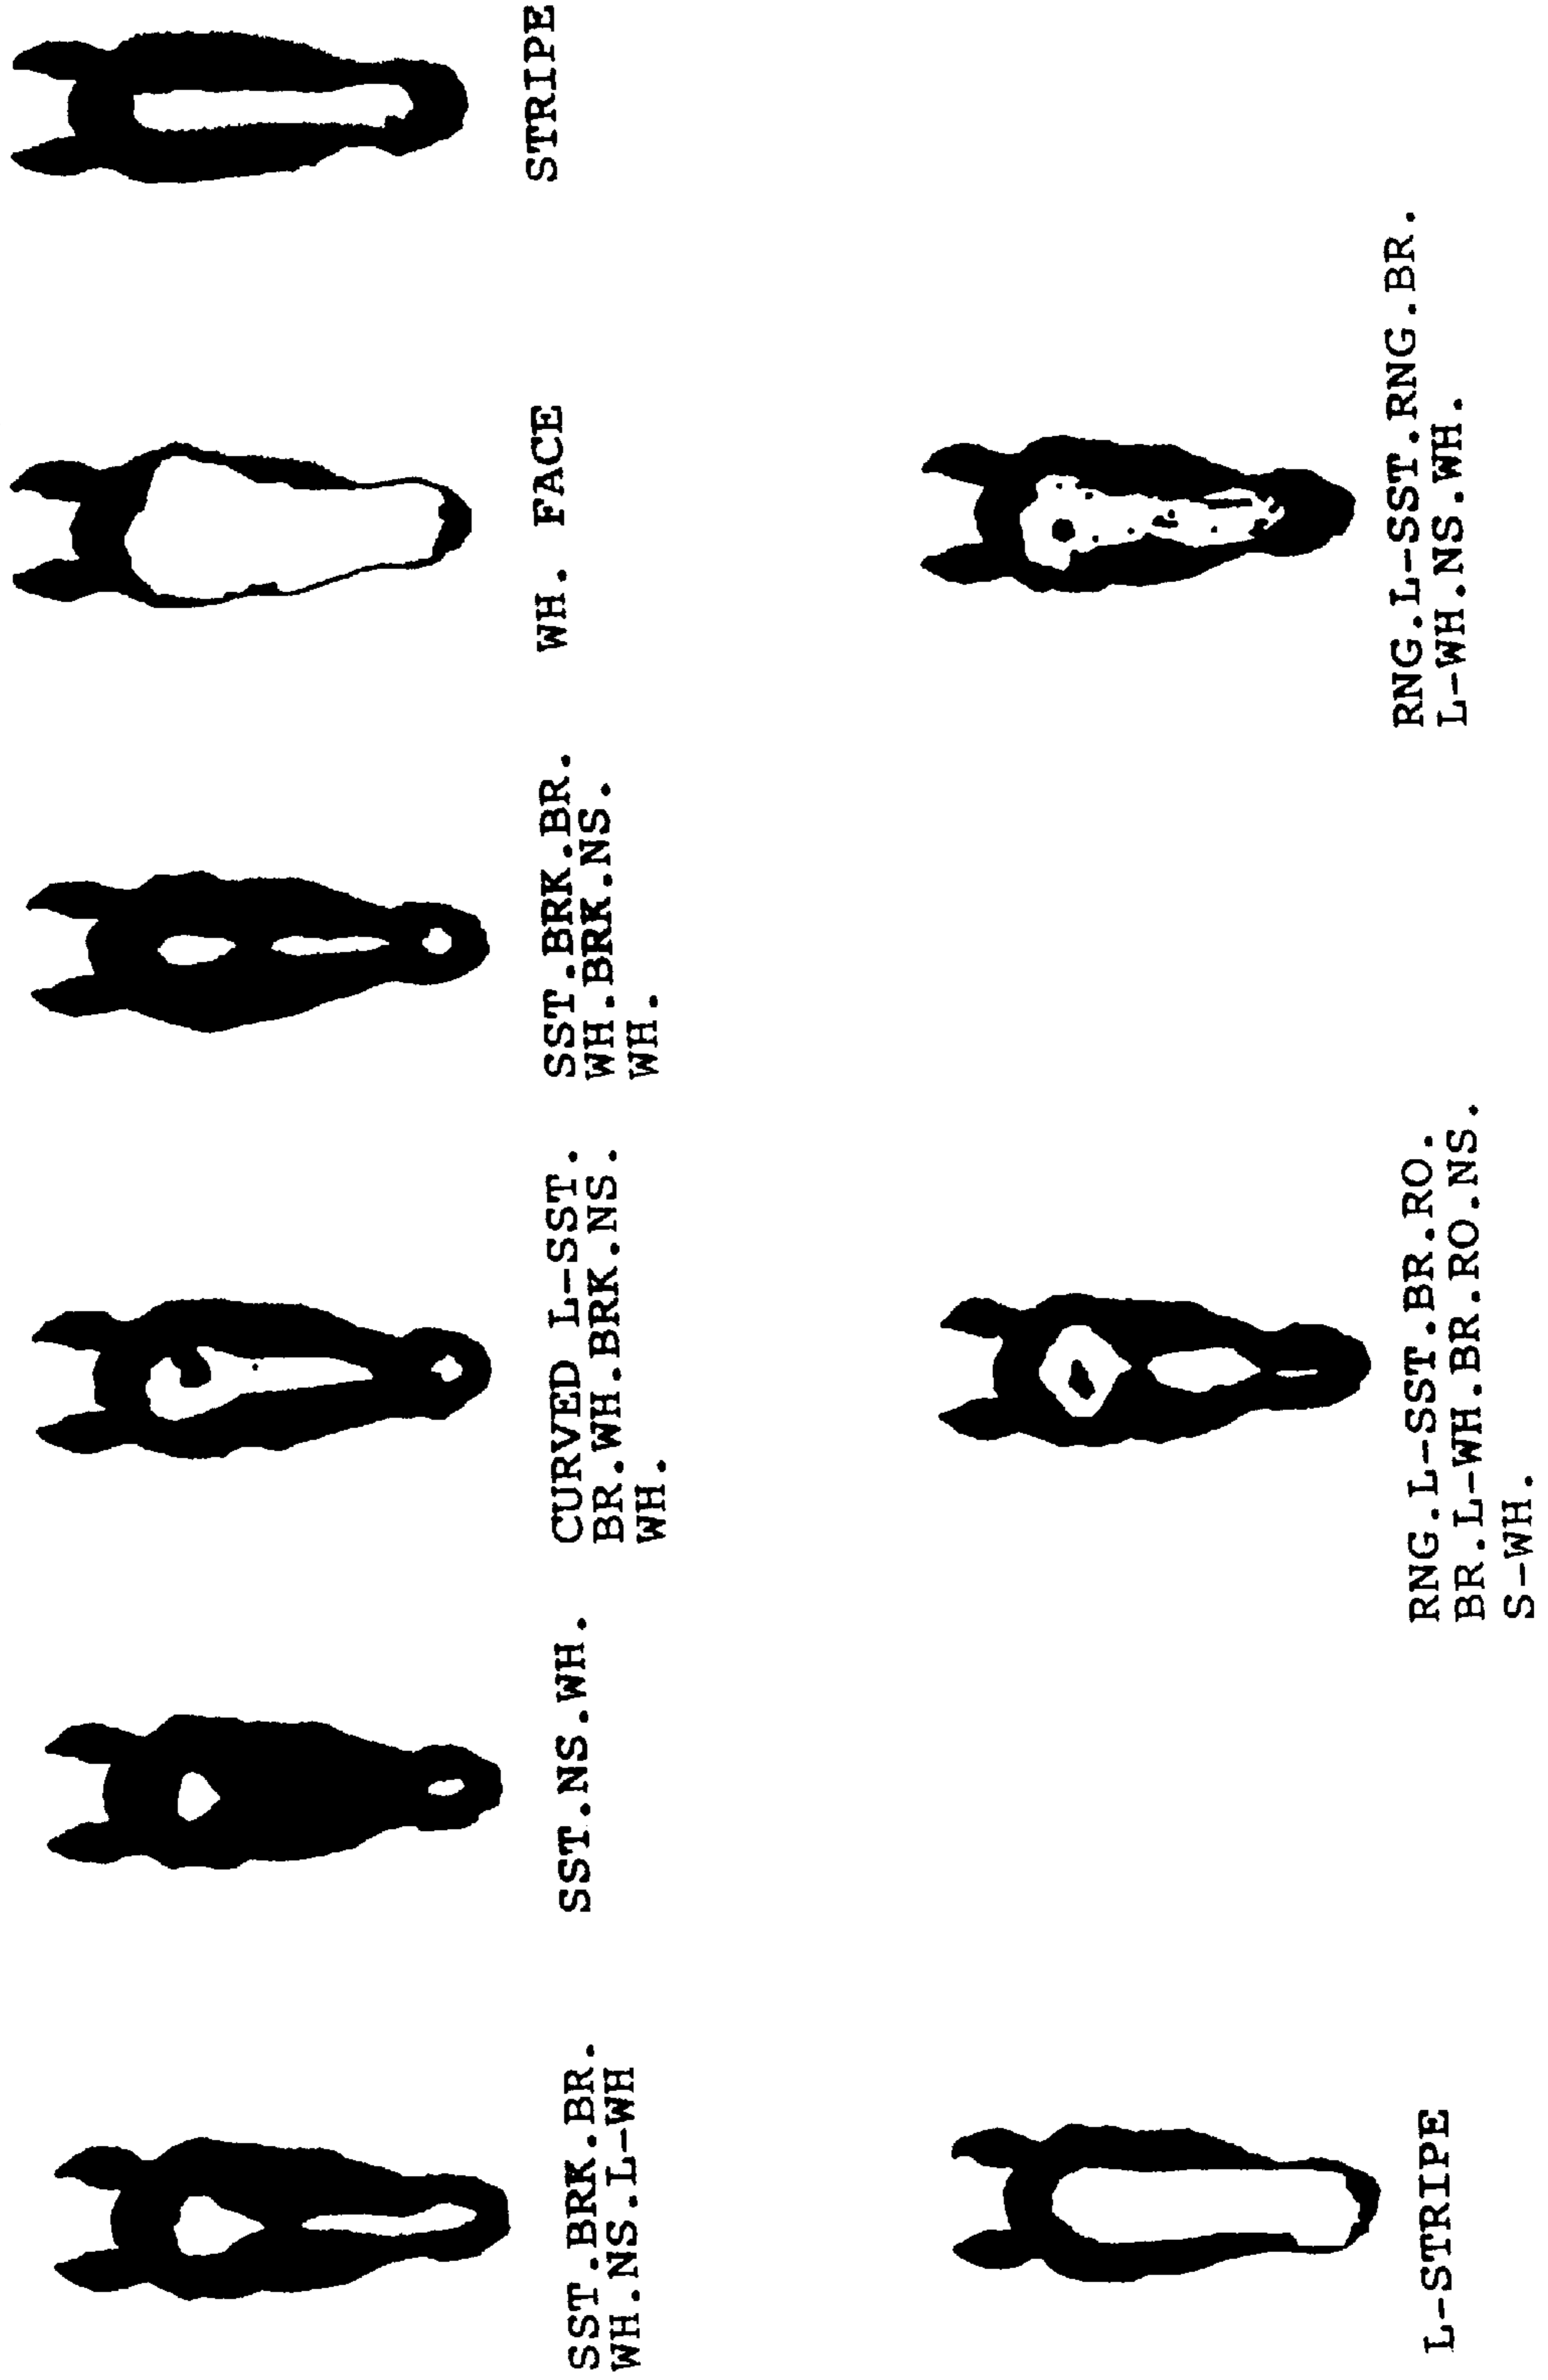 SST.BRK.BR.
WH.NS.L-WH
SST.NS.WH.
CURVED L-SST.
BR.WH.BRK.NS.
WH.
SST.BRK.BR.
WH.BRK.NS.
WH.
WH. FACE
STRIPE
L-STRIPE
RNG.L-SST.BR.RO.
BR.L-WH.BR.RO.NS.
S-WH.
RNG.L-SST.RNG.BR.
L-WH.NS.WH.